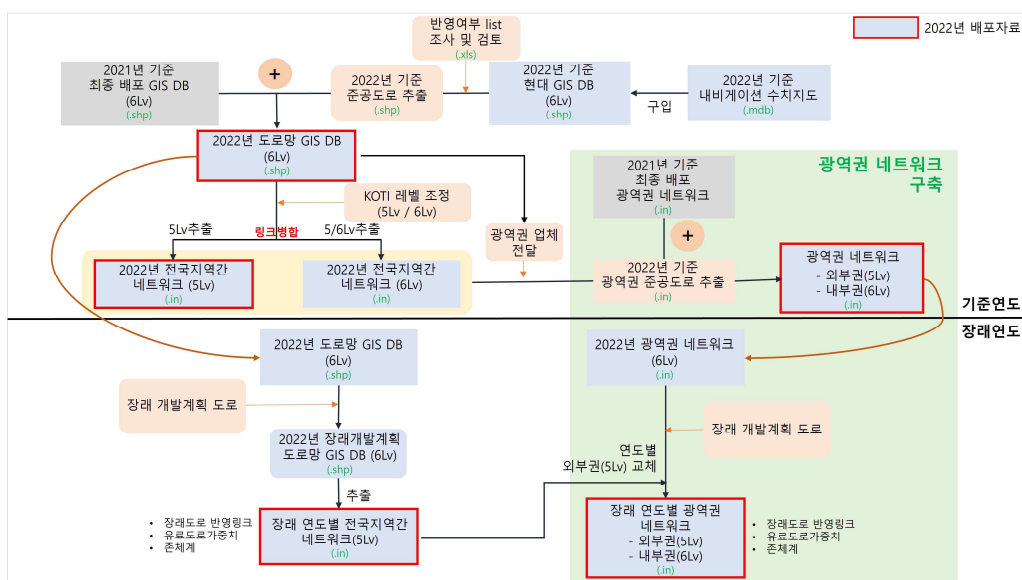 반영여부 list
조사 및 검토
(.xls)
2022년 배포자료
2021년 기준
최종 배포 GIS DB
(6Lv)
(.shp)
+
2022년 기준
준공도로 추출
(.shp)
2022년 기준
현대 GIS DB
(6Lv)
(.shp)
구입
2022년 기준
내비게이션 수치지도
(.mdb)
2022년 도로망 GIS DB
(6Lv)
(.shp)
KOTI 레벨 조정
(5Lv / 6Lv)
5Lv추출
링크병합
5/6Lv추출
2022년 전국지역간
네트워크 (5Lv)
(.in)
2022년 전국지역간
네트워크 (6Lv)
(.in)
광역권 업체
전달
광역권 네트워크
구축
2021년 기준
최종 배포
광역권 네트워크
(.in)
+
2022년 기준
광역권 준공도로 추출
(.in)
광역권 네트워크
- 외부권(5Lv)
- 내부권(6Lv)
(.in)
기준연도
장래연도
2022년 도로망 GIS DB
(6Lv)
(.shp)
장래 개발계획 도로
2022년 장래개발계획
도로망 GIS DB (6Lv)
(.shp)
추출
• 장래도로 반영링크
• 유료도로가중치
• 존체계
장래 연도별 전국지역간
네트워크(5Lv)
(.in)
2022년 광역권 네트워크
(6Lv)
(.in)
장래 개발계획 도로
연도별
외부권(5Lv) 교체
장래 연도별 광역권
네트워크
- 외부권(5Lv)
- 내부권(6Lv)
(.in)
• 장래도로 반영링크
• 유료도로가중치
• 존체계